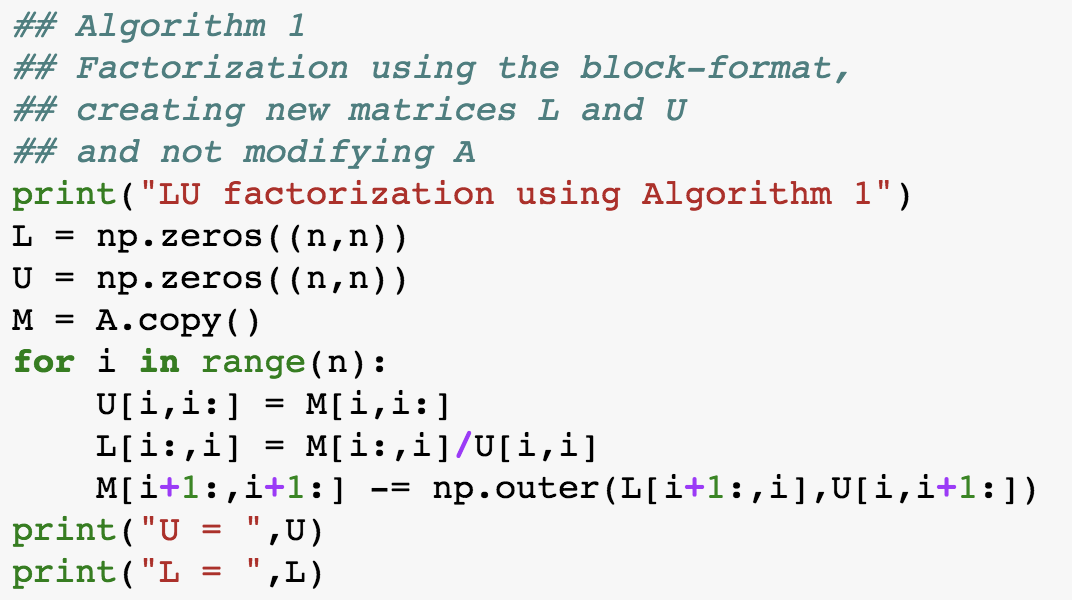 ## Algorithm 1
## Factorization using the block-format,
## creating new matrices L and U
## and not modifying A
print("LU factorization using Algorithm 1")
L = np.zeros((n,n))
U = np.zeros((n,n))
M = A.copy()
for i in range(n):
    U[i,i:] = M[i,i:]
    L[i:,i] = M[i:,i]/U[i,i]
    M[i+1:,i+1:] -= np.outer(L[i+1:,i],U[i,i+1:])
print("U = ",U)
print("L = ",L)